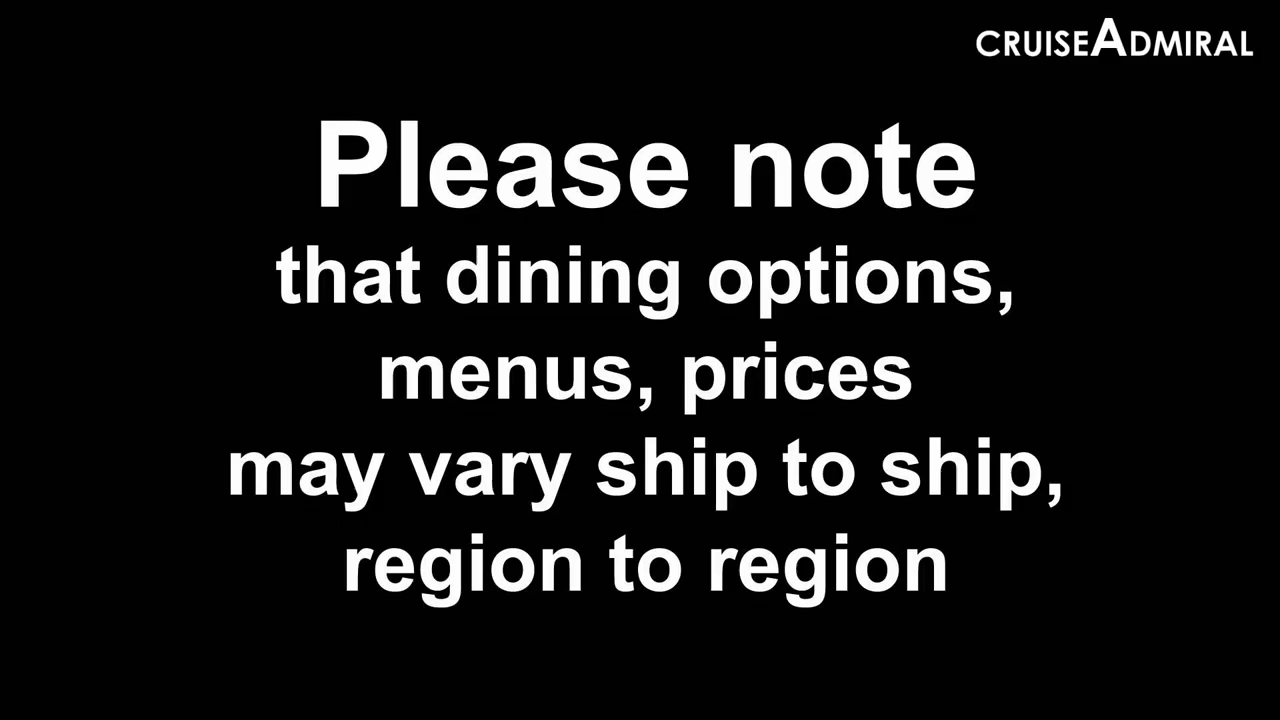 CRUISEADMIRAL
Please note
that dining options,
menus, prices
may vary ship to ship,
region to region